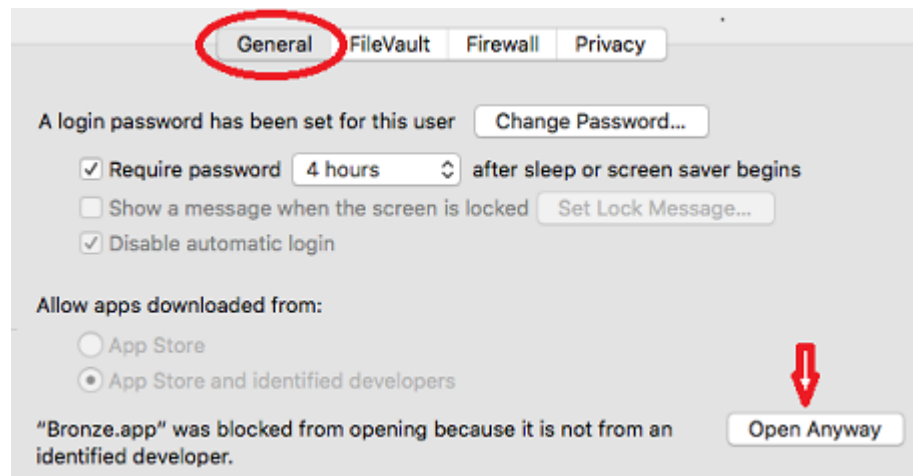 General FileVault Firewall Privacy
A login password has been set for this user Change Password...
Require password 4 hours after sleep or screen saver begins
Show a message when the screen is locked Set Lock Message...
Disable automatic login
Allow apps downloaded from:
App Store
App Store and identified developers
“Bronze.app” was blocked from opening because it is not from an Open Anyway
identified developer.